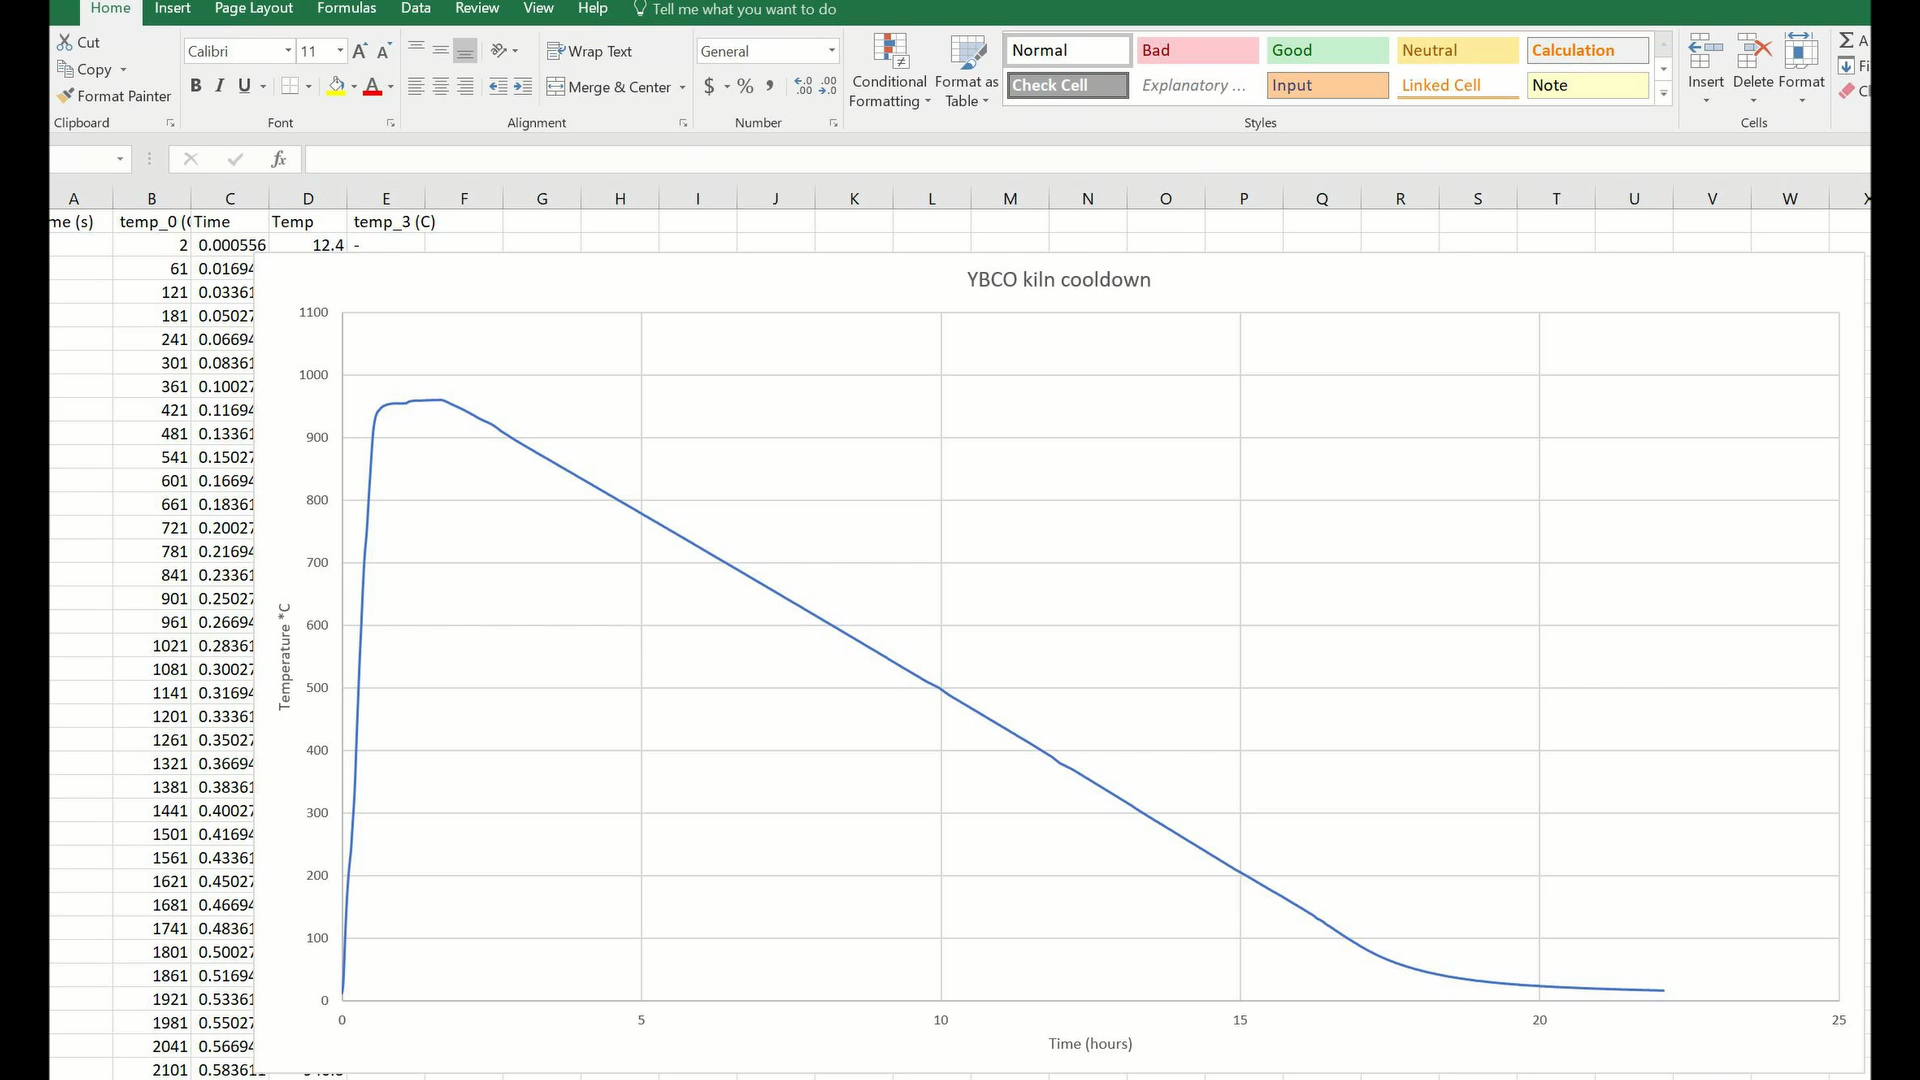 Home Insert Page Layout Formulas Data Review View Help Tell me what you want to do
Cut
Copy
Format Painter
Clipboard
Calibri 11
B I U
Font
Wrap Text
Merge & Center
Alignment
General
$ % ,
Number
Conditional
Formatting
Format as
Table
Normal Bad Good Neutral Calculation
Check Cell Explanatory ... Input Linked Cell Note
Styles
Insert Delete Format
Cells
fx
A B C D E F G H I J K L M N O P Q R S T U V W X
me (s) temp_0 ( Time Temp temp_3 (C)
2 0.000556 12.4 -
61 0.01694
121 0.03361
181 0.05027
241 0.06694
301 0.08361
361 0.10027
421 0.11694
481 0.13361
541 0.15027
601 0.16694
661 0.18361
721 0.20027
781 0.21694
841 0.23361
901 0.25027
961 0.26694
1021 0.28361
1081 0.30027
1141 0.31694
1201 0.33361
1261 0.35027
1321 0.36694
1381 0.38361
1441 0.40027
1501 0.41694
1561 0.43361
1621 0.45027
1681 0.46694
1741 0.48361
1801 0.50027
1861 0.51694
1921 0.53361
1981 0.55027
2041 0.56694
2101 0.583611
YBCO kiln cooldown
1100
1000
900
800
700
600
500
400
300
200
100
0
Temperature *C
0 5 10 15 20 25
Time (hours)